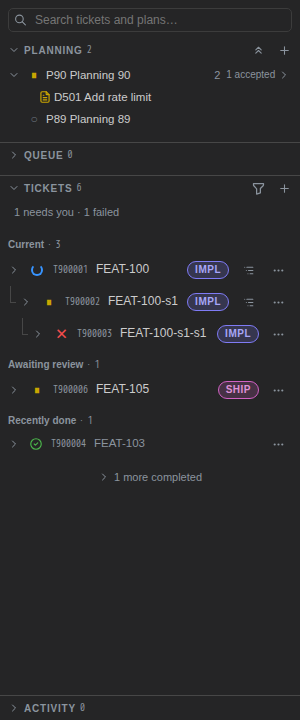 Search tickets and plans…
PLANNING 2
P90 Planning 90 2 1 accepted
D501 Add rate limit
P89 Planning 89
QUEUE 0
TICKETS 6
1 needs you · 1 failed
Current · 3
T900001 FEAT-100 IMPL
T900002 FEAT-100-s1 IMPL
T900003 FEAT-100-s1-s1 IMPL
Awaiting review · 1
T900006 FEAT-105 SHIP
Recently done · 1
T900004 FEAT-103
1 more completed
ACTIVITY 0